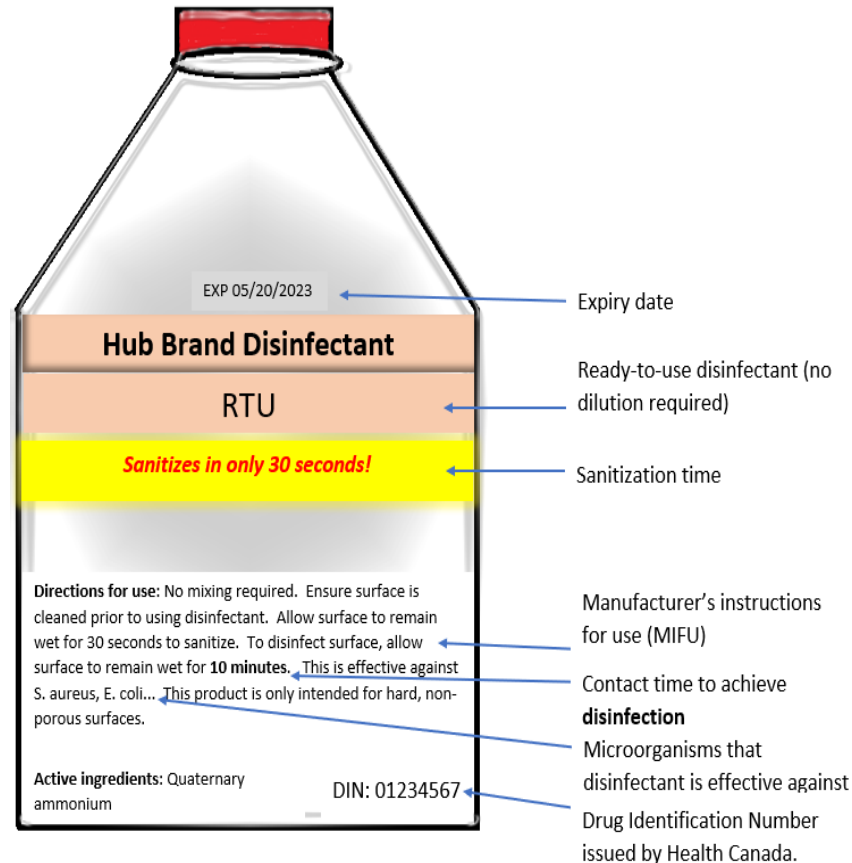 EXP 05/20/2023
Expiry date
Hub Brand Disinfectant
RTU
Ready-to-use disinfectant (no
dilution required)
Sanitizes in only 30 seconds!
Sanitization time
Directions for use: No mixing required. Ensure surface is
cleaned prior to using disinfectant. Allow surface to remain
wet for 30 seconds to sanitize. To disinfect surface, allow
surface to remain wet for 10 minutes. This is effective against
S. aureus, E. coli... This product is only intended for hard, non-
porous surfaces.
Manufacturer's instructions
for use (MIFU)
Contact time to achieve
disinfection
Microorganisms that
disinfectant is effective against
Active ingredients: Quaternary
ammonium
DIN: 01234567
Drug Identification Number
issued by Health Canada.